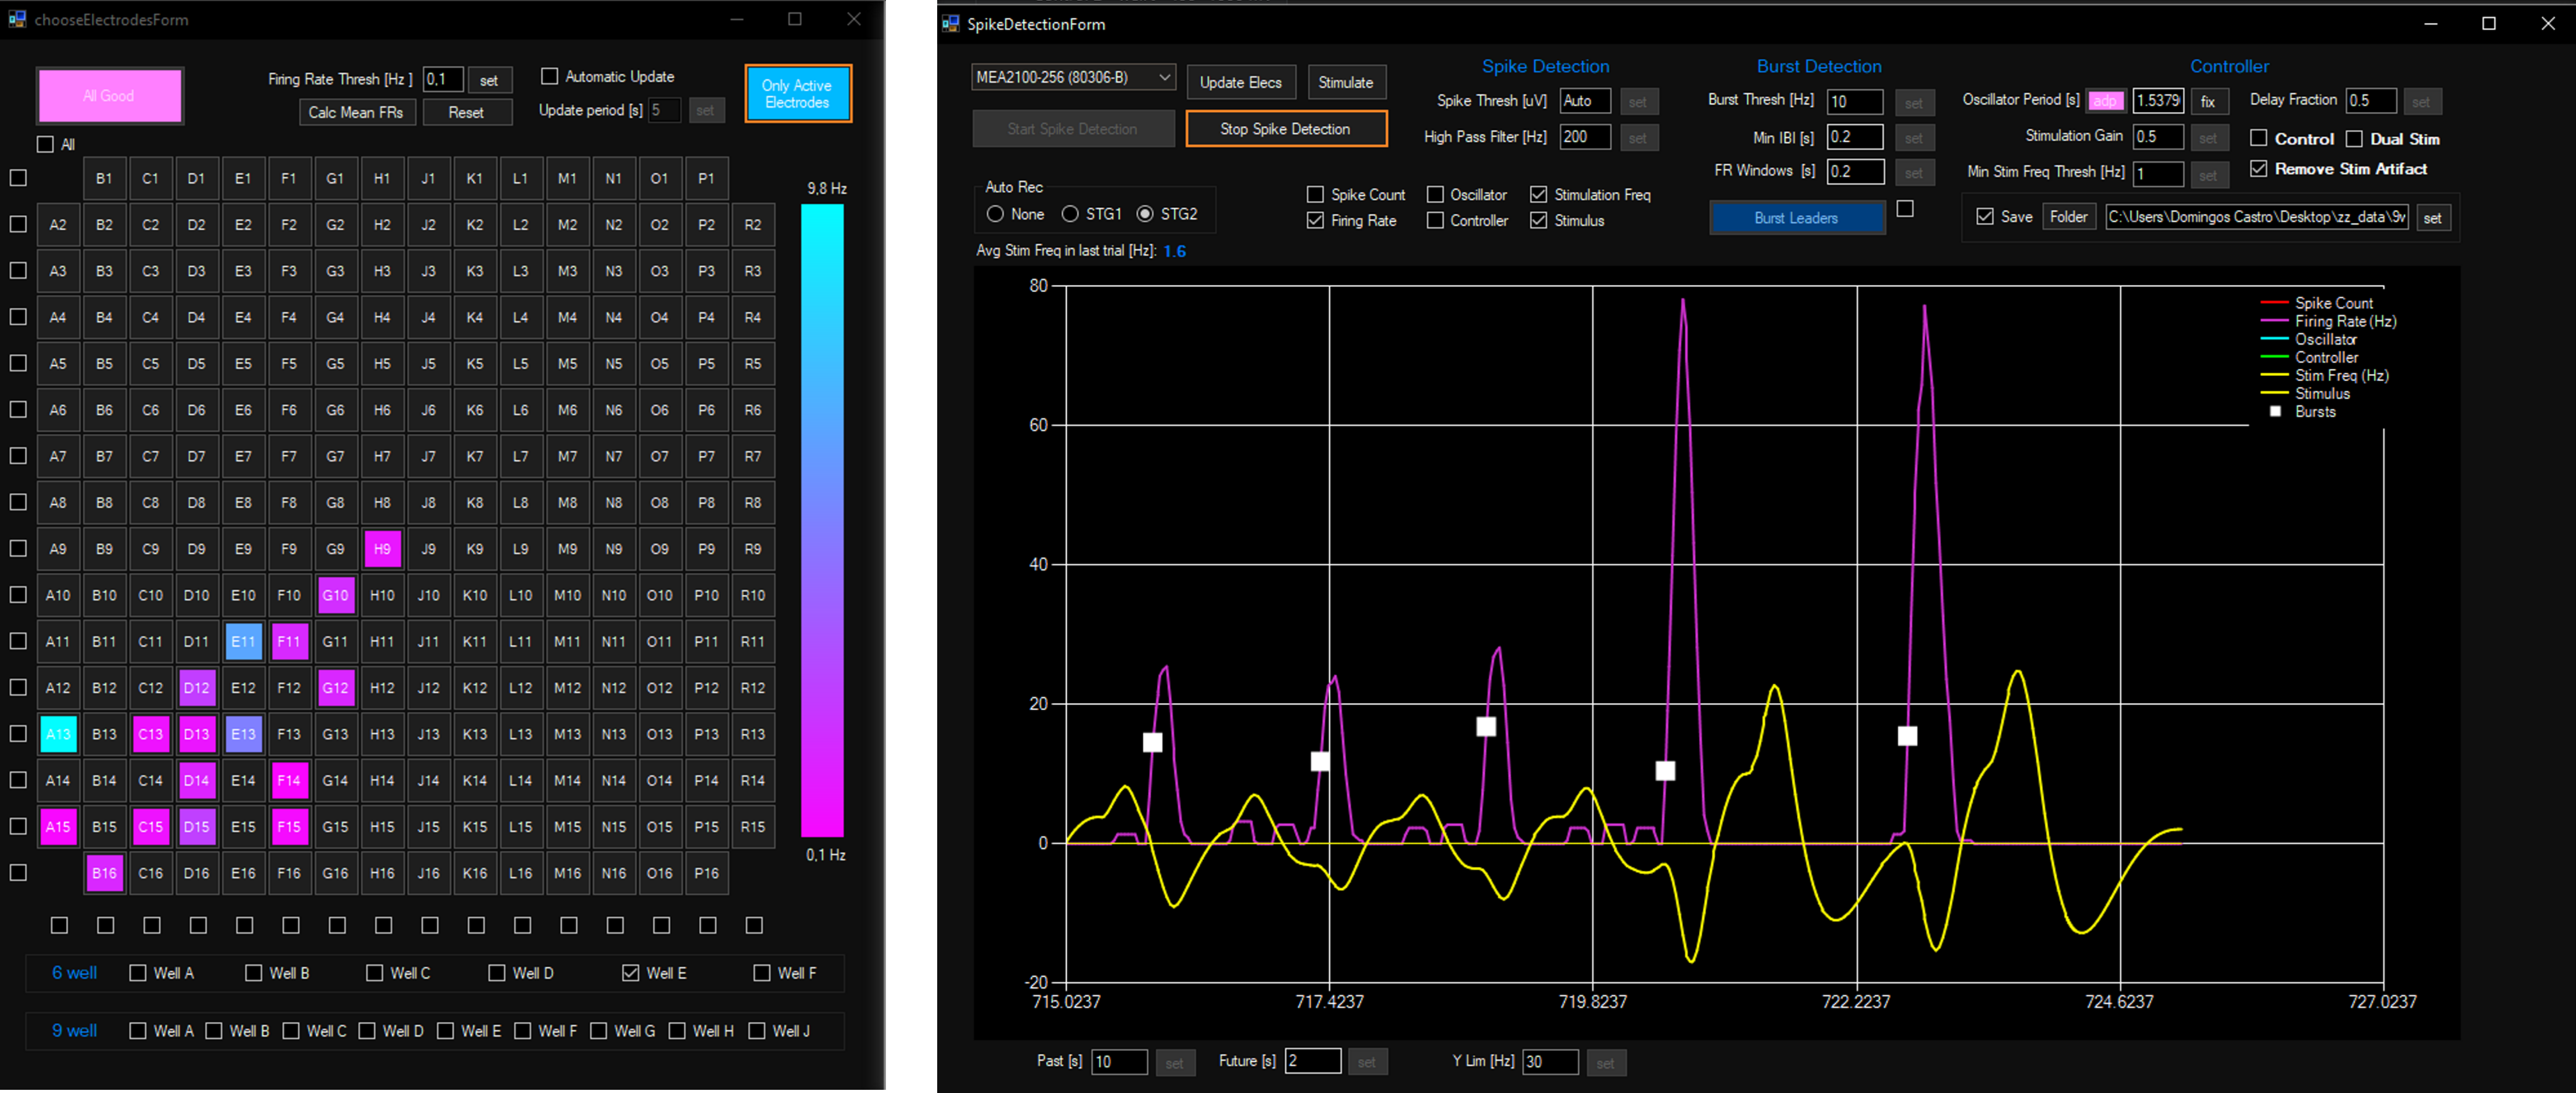 chooseElectrodesForm
All Good
Firing Rate Thresh [Hz ] 0,1 set
Automatic Update
Only Active Electrodes
Calc Mean FRs Reset
Update period [s] 5 set
All
B1 C1 D1 E1 F1 G1 H1 J1 K1 L1 M1 N1 O1 P1
A2 B2 C2 D2 E2 F2 G2 H2 J2 K2 L2 M2 N2 O2 P2 R2
A3 B3 C3 D3 E3 F3 G3 H3 J3 K3 L3 M3 N3 O3 P3 R3
A4 B4 C4 D4 E4 F4 G4 H4 J4 K4 L4 M4 N4 O4 P4 R4
A5 B5 C5 D5 E5 F5 G5 H5 J5 K5 L5 M5 N5 O5 P5 R5
A6 B6 C6 D6 E6 F6 G6 H6 J6 K6 L6 M6 N6 O6 P6 R6
A7 B7 C7 D7 E7 F7 G7 H7 J7 K7 L7 M7 N7 O7 P7 R7
A8 B8 C8 D8 E8 F8 G8 H8 J8 K8 L8 M8 N8 O8 P8 R8
A9 B9 C9 D9 E9 F9 G9 H9 J9 K9 L9 M9 N9 O9 P9 R9
A10 B10 C10 D10 E10 F10 G10 H10 J10 K10 L10 M10 N10 O10 P10 R10
A11 B11 C11 D11 E11 F11 G11 H11 J11 K11 L11 M11 N11 O11 P11 R11
A12 B12 C12 D12 E12 F12 G12 H12 J12 K12 L12 M12 N12 O12 P12 R12
A13 B13 C13 D13 E13 F13 G13 H13 J13 K13 L13 M13 N13 O13 P13 R13
A14 B14 C14 D14 E14 F14 G14 H14 J14 K14 L14 M14 N14 O14 P14 R14
A15 B15 C15 D15 E15 F15 G15 H15 J15 K15 L15 M15 N15 O15 P15 R15
B16 C16 D16 E16 F16 G16 H16 J16 K16 L16 M16 N16 O16 P16
9,8 Hz
0,1 Hz
6 well Well A Well B Well C Well D Well E Well F
9 well Well A Well B Well C Well D Well E Well F Well G Well H Well J
SpikeDetectionForm
MEA2100-256 (80306-B) Update Elecs Stimulate
Start Spike Detection Stop Spike Detection
Spike Detection
Spike Thresh [uV] Auto set
High Pass Filter [Hz] 200 set
Burst Detection
Burst Thresh [Hz] 10 set
Min IBI [s] 0.2 set
FR Windows [s] 0.2 set
Burst Leaders
Controller
Oscillator Period [s] adp 1.5379 fix Delay Fraction 0.5 set
Stimulation Gain 0.5 set Control Dual Stim
Min Stim Freq Thresh [Hz] 1 set Remove Stim Artifact
Auto Rec
None STG1 STG2
Spike Count Oscillator Stimulation Freq
Firing Rate Controller Stimulus
Save Folder C:\Users\Domingos Castro\Desktop\zz_data\9v set
Avg Stim Freq in last trial [Hz]: 1.6
80
60
40
20
0
-20
715.0237 717.4237 719.8237 722.2237 724.6237 727.0237
Spike Count
Firing Rate (Hz)
Oscillator
Controller
Stim Freq (Hz)
Stimulus
Bursts
Past [s] 10 set Future [s] 2 set Y Lim [Hz] 30 set